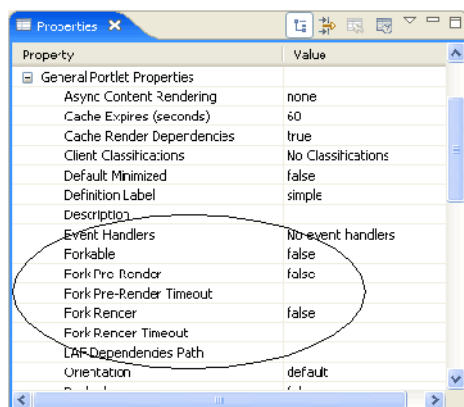 Properties
Property Value
General Portlet Properties
Async Content Rendering none
Cache Expires (seconds) 60
Cache Render Dependencies true
Client Classifications No Classifications
Default Minimized false
Definition Label simple
Description
Event Handlers No event handlers
Forkable false
Fork Pre-Render false
Fork Pre-Render Timeout
Fork Render false
Fork Render Timeout
LAF Dependencies Path
Orientation default